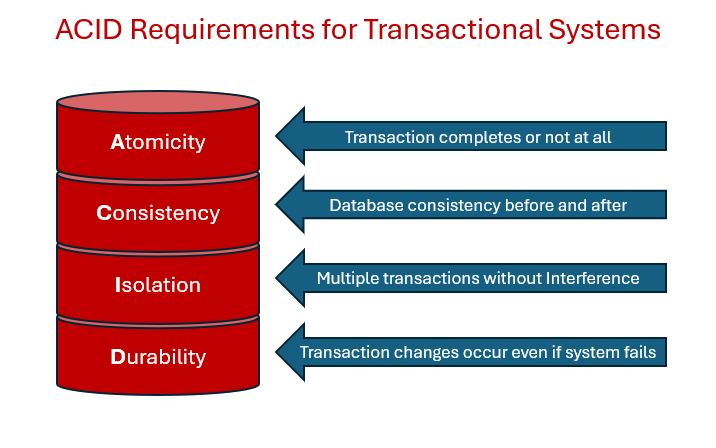 ACID Requirements for Transactional Systems
Atomicity
Transaction completes or not at all
Consistency
Database consistency before and after
Isolation
Multiple transactions without Interference
Durability
Transaction changes occur even if system fails